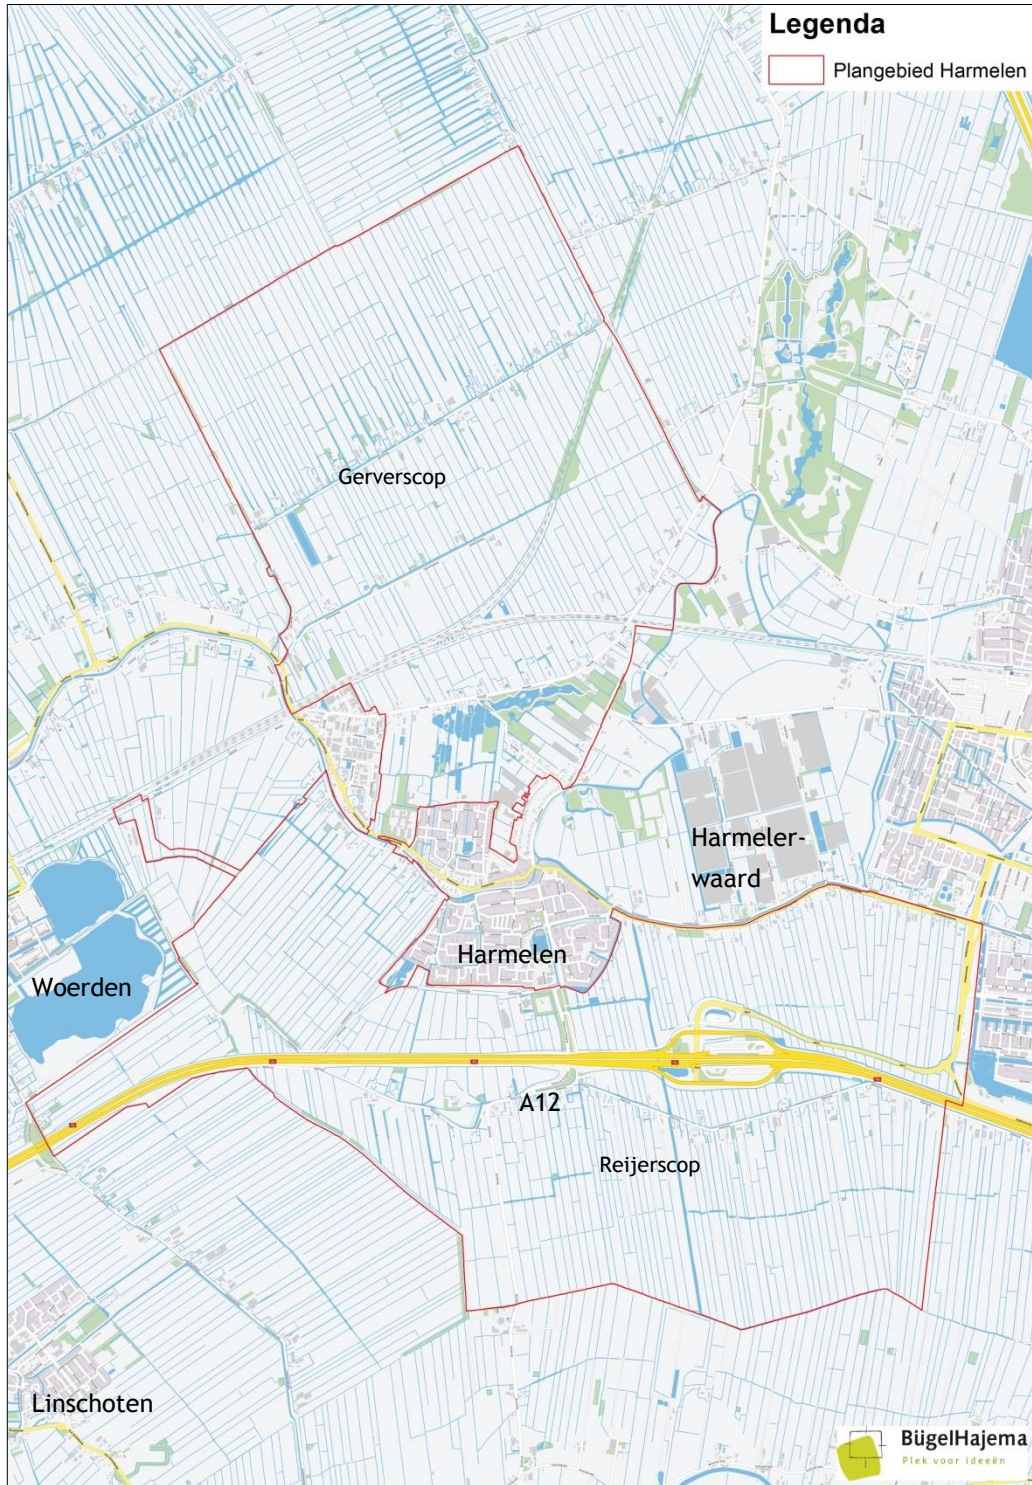 Legenda
Plangebied Harmelen
Gerverscop
Harmeler-
waard
Harmelen
Woerden
A12
Reijerscop
Linschoten
BügelHajema
Plek voor ideeën